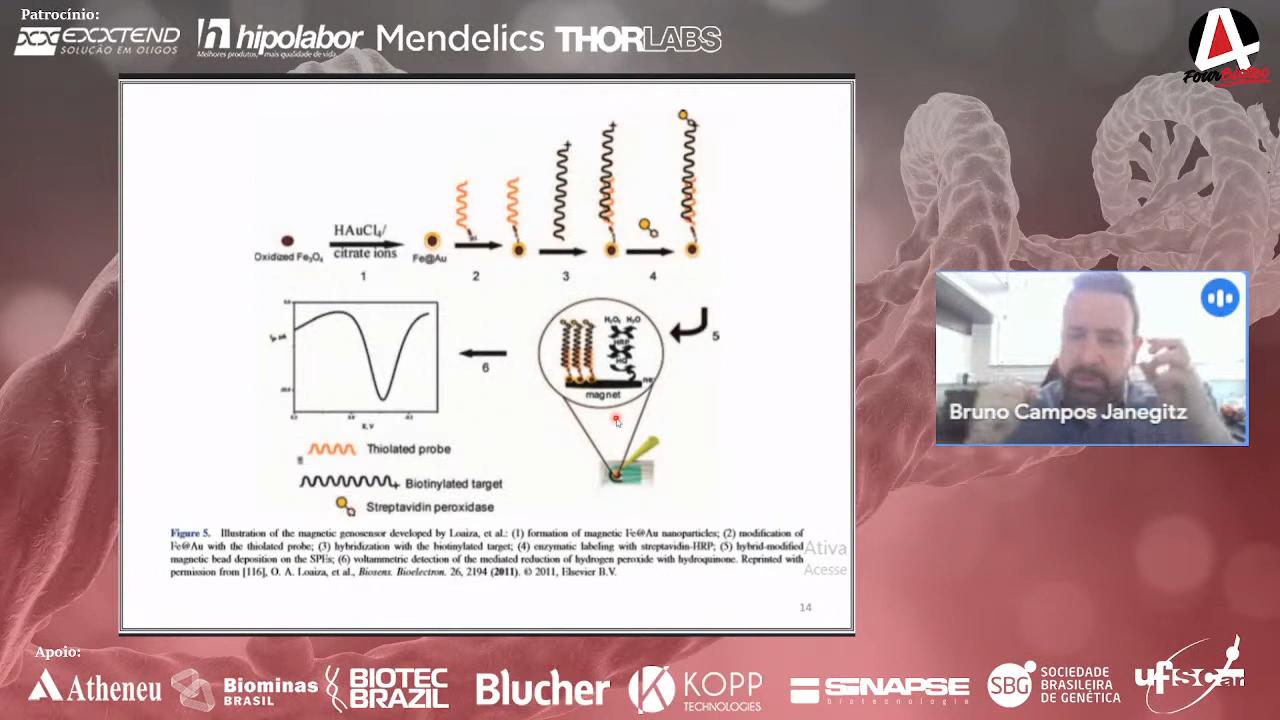 Patrocínio:
EXXTEND
SOLUÇÃO EM OLIGOS
hipolabor
Melhores produtos, mais qualidade de vida.
Mendelics
THORLABS
FourBiotec
HAuCl4/
citrate ions
Oxidized Fe3O4
Fe@Au
1
2
3
4
5
6
H2O2 H2O
HRP
HQ
magnet
E, V
Thiolated probe
Biotinylated target
Streptavidin peroxidase
Figure 5. Illustration of the magnetic genosensor developed by Loaiza, et al.: (1) formation of magnetic Fe@Au nanoparticles; (2) modification of
Fe@Au with the thiolated probe; (3) hybridization with the biotinylated target; (4) enzymatic labeling with streptavidin-HRP; (5) hybrid-modified
magnetic bead deposition on the SPEs; (6) voltammetric detection of the mediated reduction of hydrogen peroxide with hydroquinone. Reprinted with
permission from [116], O. A. Loaiza, et al., Biosens. Bioelectron. 26, 2194 (2011). © 2011, Elsevier B.V.
Ativa
Acesse
14
Bruno Campos Janegitz
Apoio:
Atheneu
Biominas
BRASIL
BIOTEC
BRAZIL
Blucher
KOPP
TECHNOLOGIES
SINAPSE
biotecnologia
SBG
SOCIEDADE
BRASILEIRA
DE GENÉTICA
ufscar